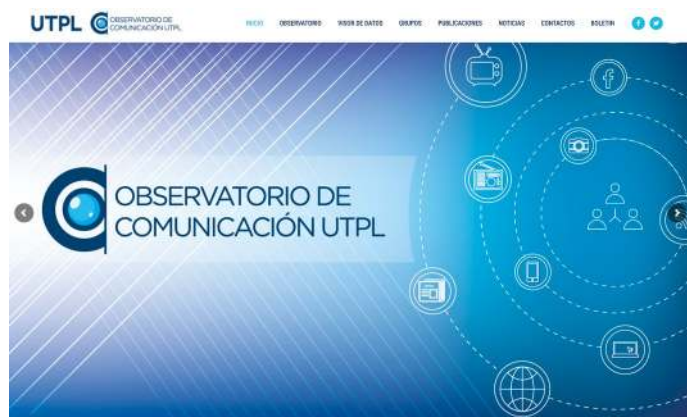 UTPL OBSERVATORIO DE
COMUNICACIÓN UTPL
INICIO OBSERVATORIO VISOR DE DATOS GRUPOS PUBLICACIONES NOTICIAS CONTACTOS BOLETIN
OBSERVATORIO DE
COMUNICACIÓN UTPL